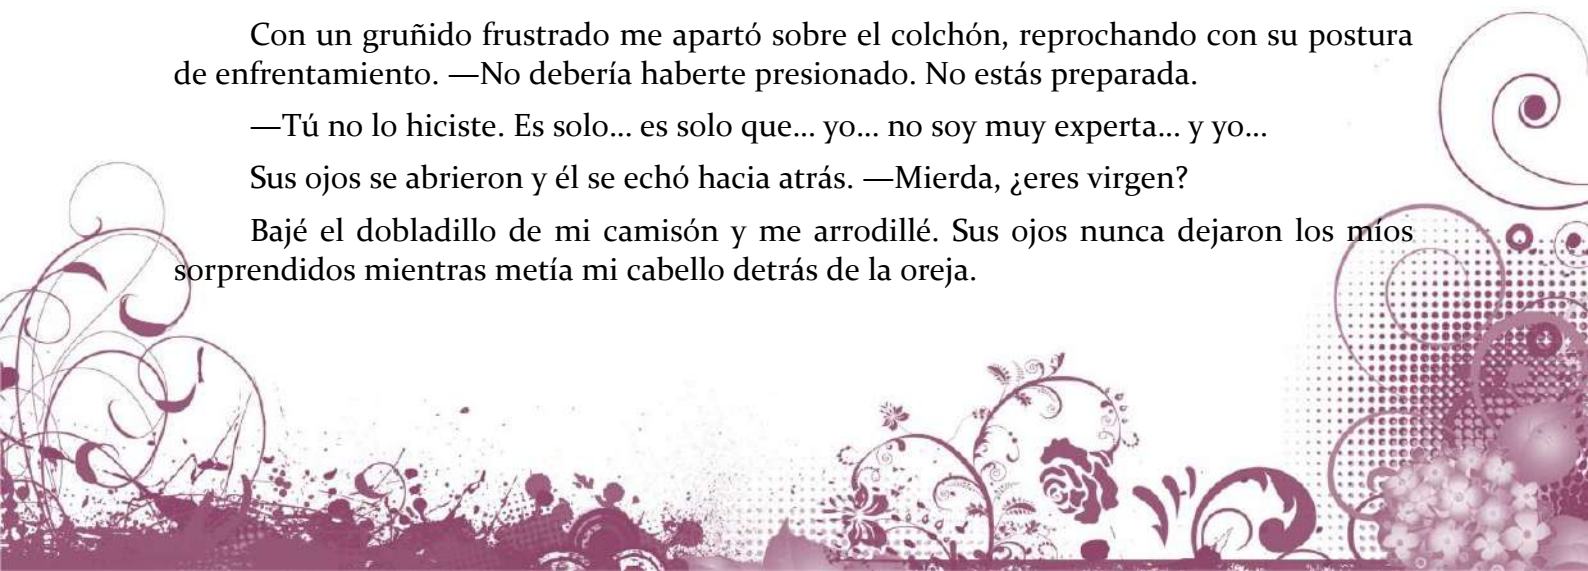 Con un gruñido frustrado me apartó sobre el colchón, reprochando con su postura
de enfrentamiento. —No debería haberte presionado. No estás preparada.
—Tú no lo hiciste. Es solo... es solo que... yo... no soy muy experta... y yo...
Sus ojos se abrieron y él se echó hacia atrás. —Mierda, ¿eres virgen?
Bajé el dobladillo de mi camisón y me arrodillé. Sus ojos nunca dejaron los míos
sorprendidos mientras metía mi cabello detrás de la oreja.